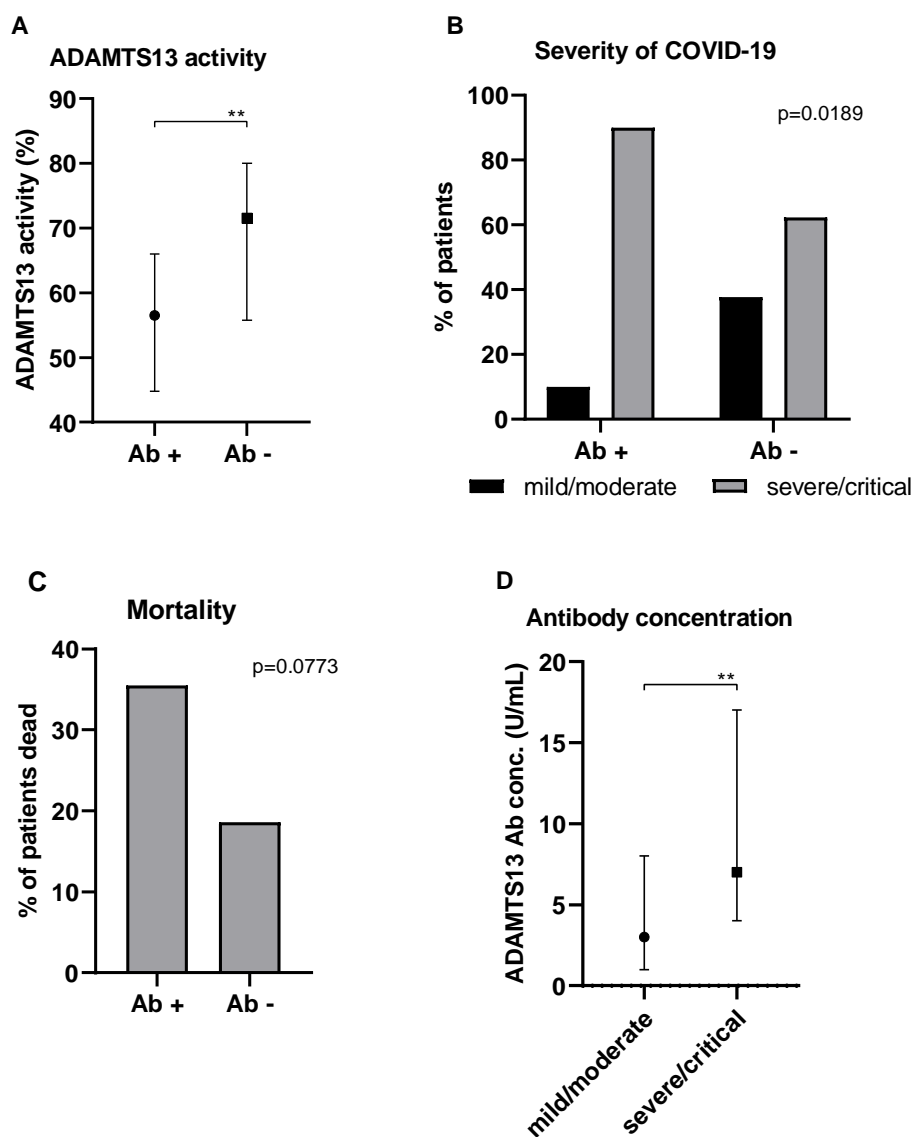 A
ADAMTS13 activity
ADAMTS13 activity (%)
90
80
70
60
50
40
**
Ab +
Ab -
B
Severity of COVID-19
% of patients
100
80
60
40
20
0
p=0.0189
Ab +
Ab -
mild/moderate
severe/critical
C
Mortality
% of patients dead
40
30
20
10
0
p=0.0773
Ab +
Ab -
D
Antibody concentration
ADAMTS13 Ab conc. (U/mL)
20
15
10
5
0
**
mild/moderate
severe/critical